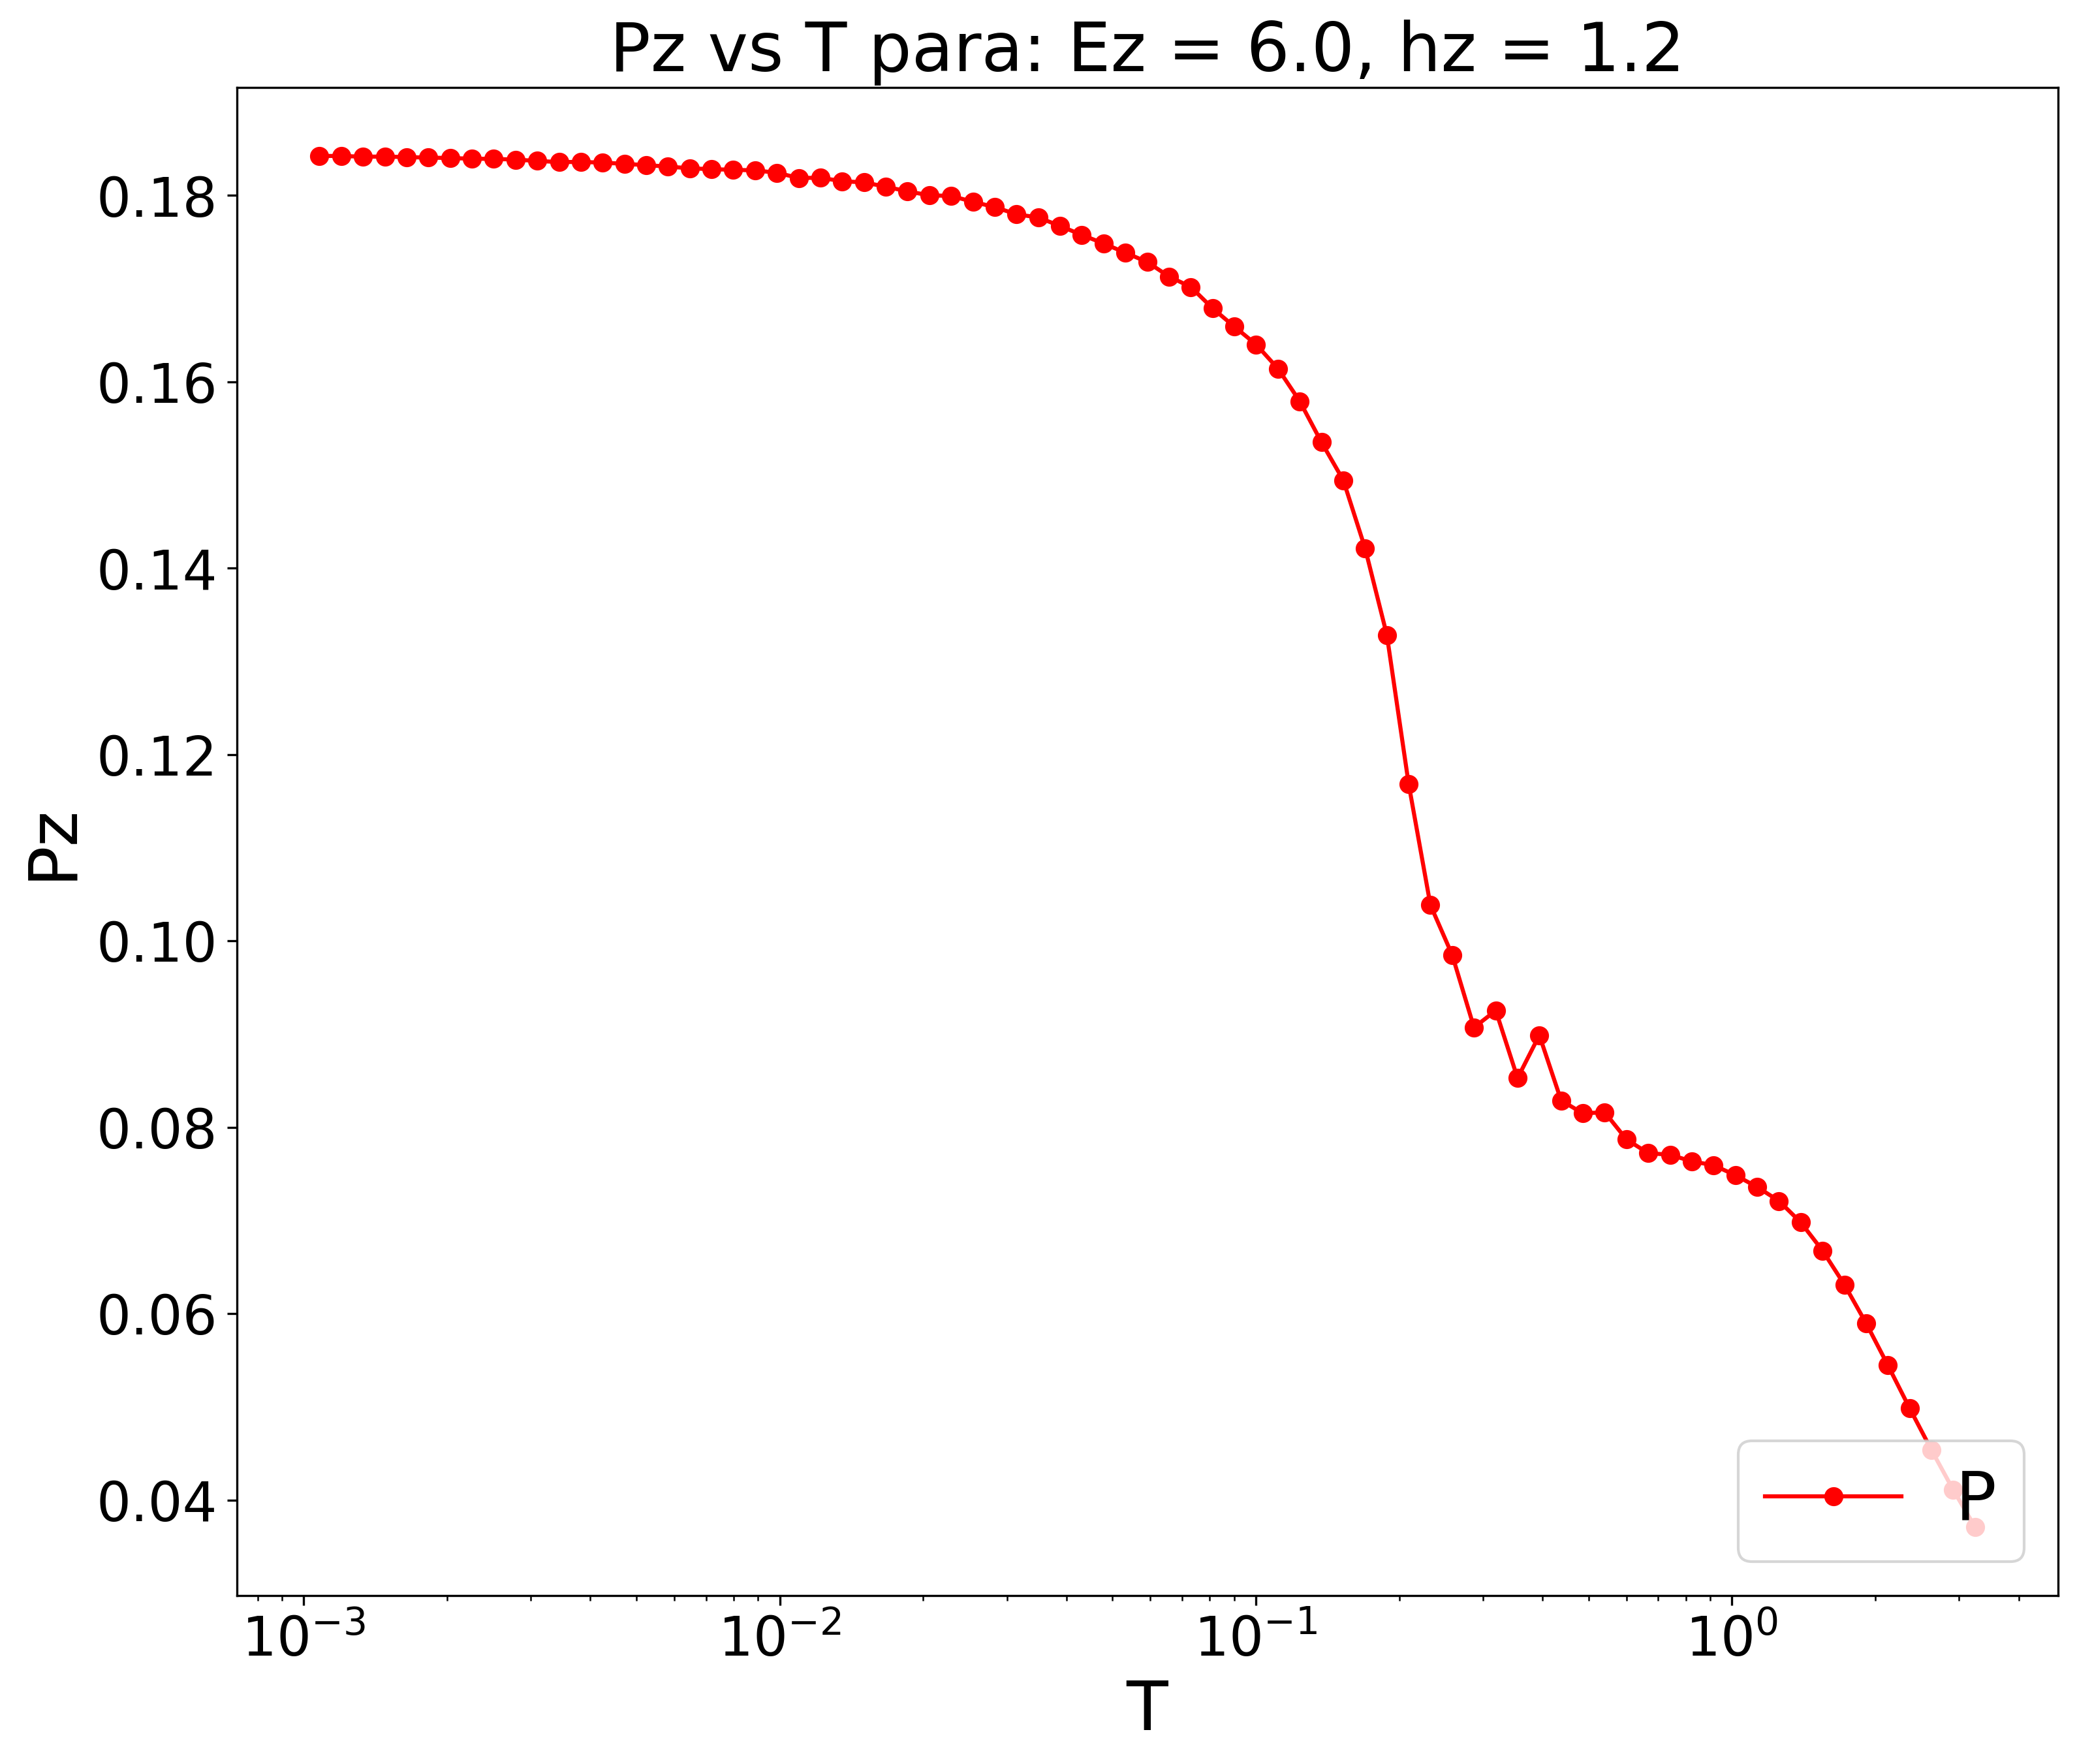 Pz vs T para: Ez = 6.0, hz = 1.2
Pz
0.18
0.16
0.14
0.12
0.10
0.08
0.06
0.04
P
10⁻³ 10⁻² 10⁻¹ 10⁰
T